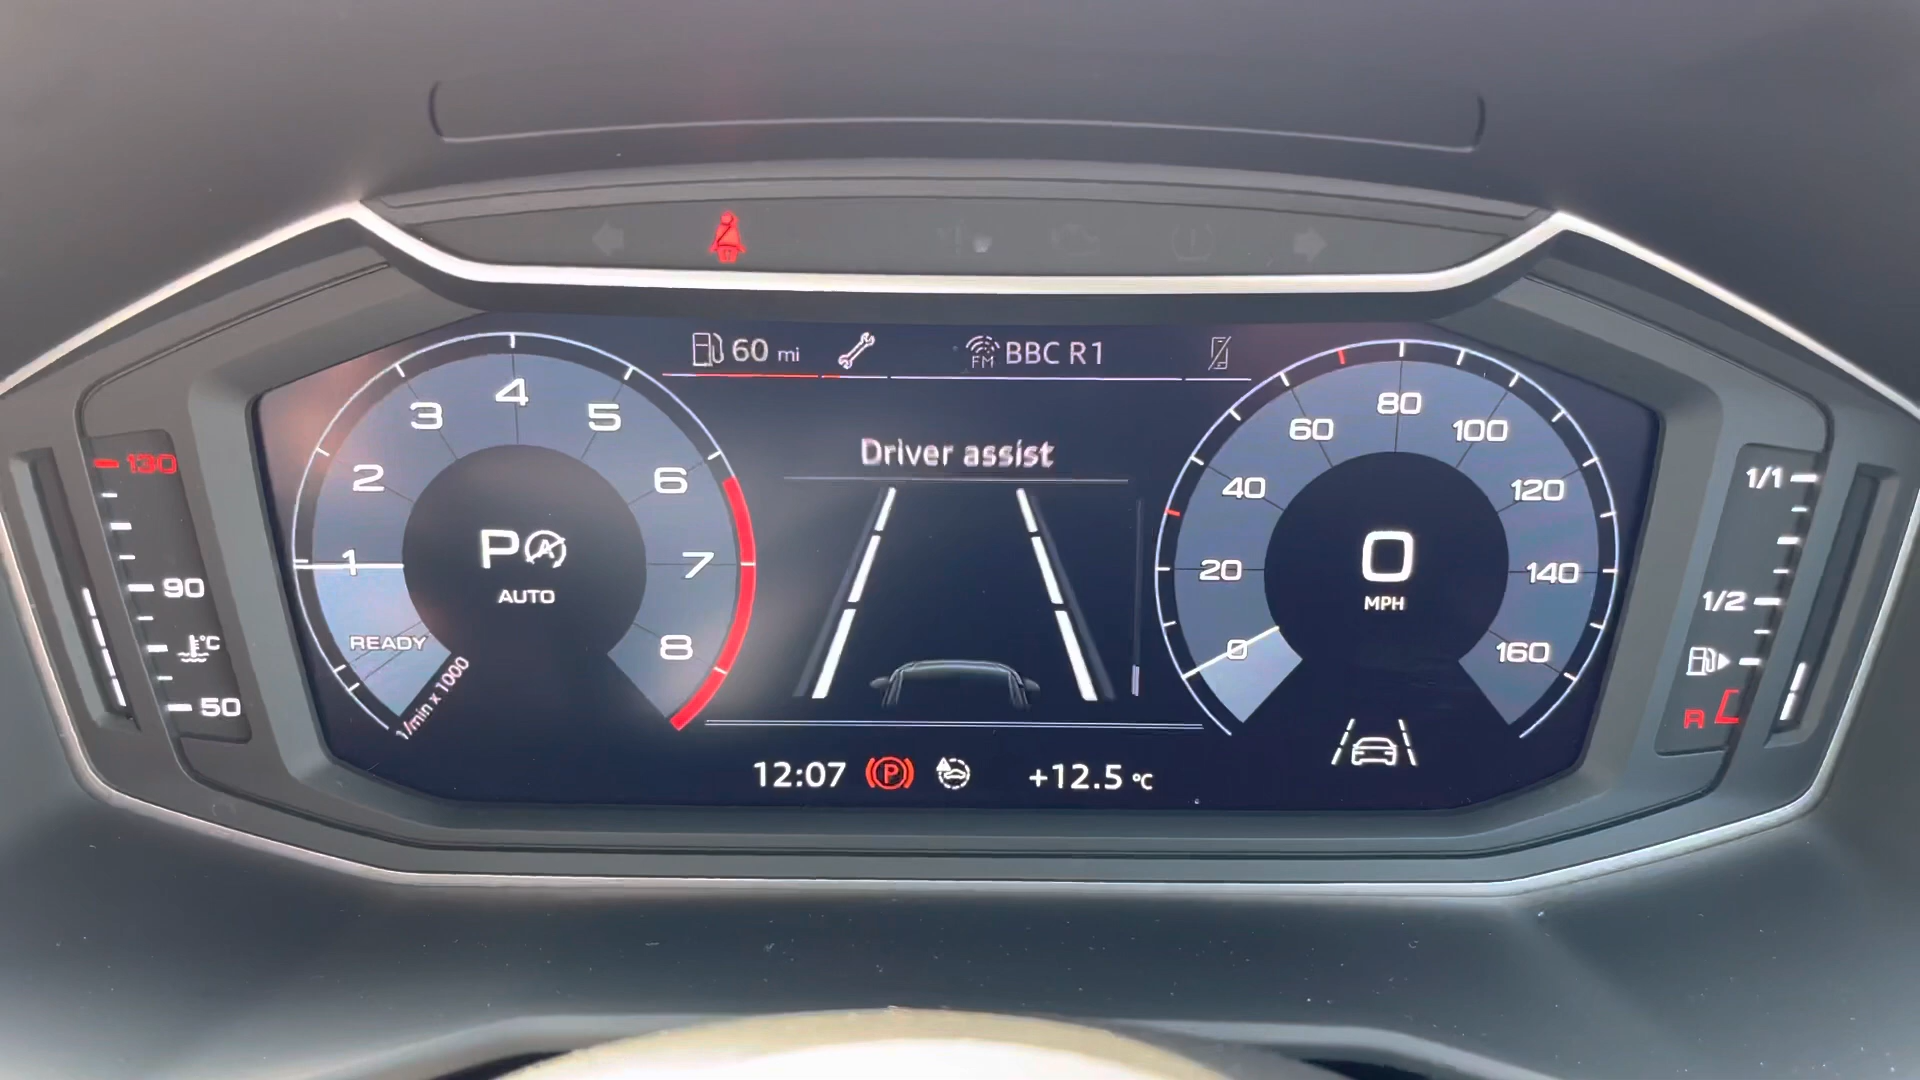 60 mi
FM BBC R1
Driver assist
1
2
3
4
5
6
7
8
READY
1/min x 1000
P A
AUTO
0
20
40
60
80
100
120
140
160
0
MPH
130
90
°C
50
1/1
1/2
R
12:07 P +12.5 °C